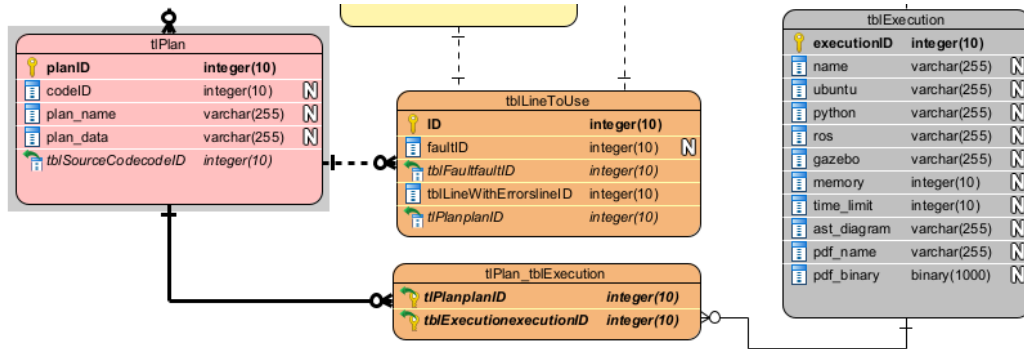 tlPlan
planID integer(10)
codeID integer(10) N
plan_name varchar(255) N
plan_data varchar(255) N
tblSourceCodecodeID integer(10)
tblLineToUse
ID integer(10)
faultID integer(10) N
tblFaultfaultID integer(10)
tblLineWithErrorslineID integer(10)
tlPlanplanID integer(10)
tlPlan_tblExecution
tlPlanplanID integer(10)
tblExecutionexecutionID integer(10)
tblExecution
executionID integer(10)
name varchar(255) N
ubuntu varchar(255) N
python varchar(255) N
ros varchar(255) N
gazebo varchar(255) N
memory integer(10) N
time_limit integer(10) N
ast_diagram varchar(255) N
pdf_name varchar(255) N
pdf_binary binary(1000) N